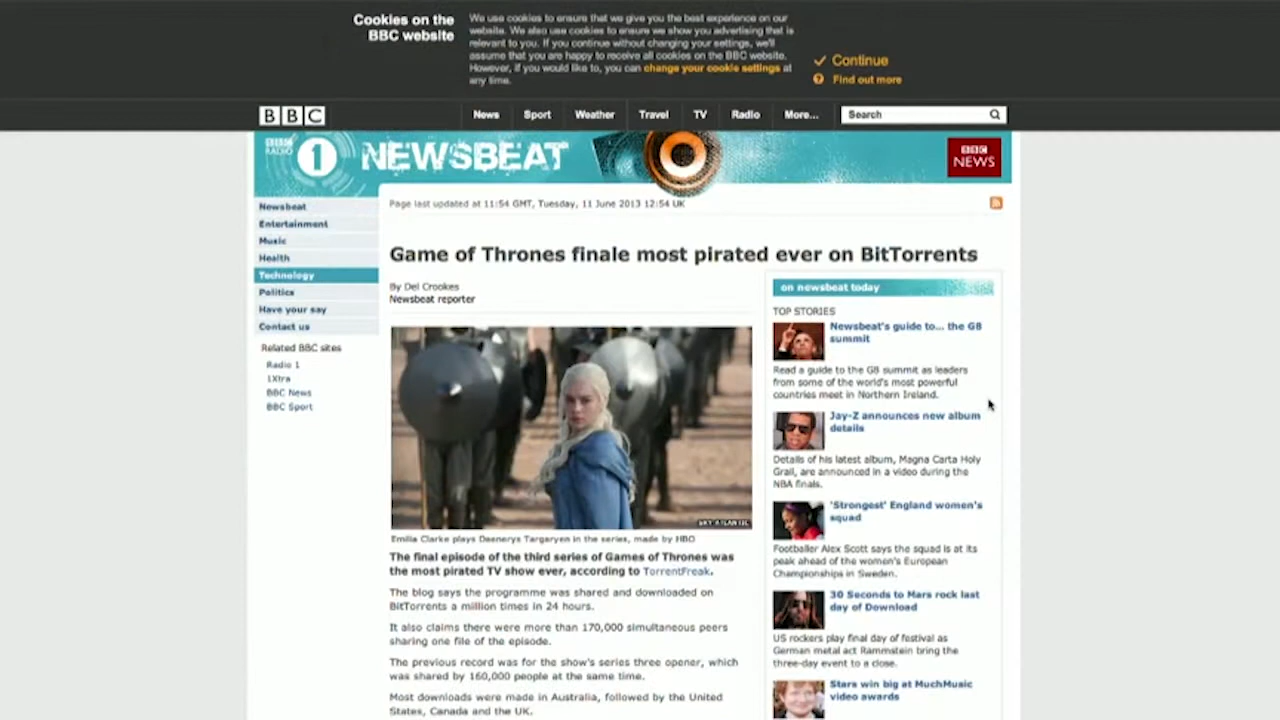 Cookies on the
BBC website
We use cookies to ensure that we give you the best experience on our
website. We also use cookies to ensure we show you advertising that is
relevant to you. If you continue without changing your settings, we'll
assume that you are happy to receive all cookies on the BBC website.
However, if you would like to, you can change your cookie settings at
any time.
Continue
Find out more
BBC
News Sport Weather Travel TV Radio More... Search
BBC RADIO 1 NEWSBEAT
BBC NEWS
Newsbeat
Entertainment
Music
Health
Technology
Politics
Have your say
Contact us
Related BBC sites
Radio 1
1Xtra
BBC News
BBC Sport
Page last updated at 11:54 GMT, Tuesday, 11 June 2013 12:54 UK
Game of Thrones finale most pirated ever on BitTorrents
By Del Crookes
Newsbeat reporter
SKY ATLANTIC
Emilia Clarke plays Daenerys Targaryen in the series, made by HBO
The final episode of the third series of Games of Thrones was
the most pirated TV show ever, according to TorrentFreak.
The blog says the programme was shared and downloaded on
BitTorrents a million times in 24 hours.
It also claims there were more than 170,000 simultaneous peers
sharing one file of the episode.
The previous record was for the show's series three opener, which
was shared by 160,000 people at the same time.
Most downloads were made in Australia, followed by the United
States, Canada and the UK.
on newsbeat today
TOP STORIES
Newsbeat's guide to... the G8
summit
Read a guide to the G8 summit as leaders
from some of the world's most powerful
countries meet in Northern Ireland.
Jay-Z announces new album
details
Details of his latest album, Magna Carta Holy
Grail, are announced in a video during the
NBA finals.
'Strongest' England women's
squad
Footballer Alex Scott says the squad is at its
peak ahead of the women's European
Championships in Sweden.
30 Seconds to Mars rock last
day of Download
US rockers play final day of festival as
German metal act Rammstein bring the
three-day event to a close.
Stars win big at MuchMusic
video awards